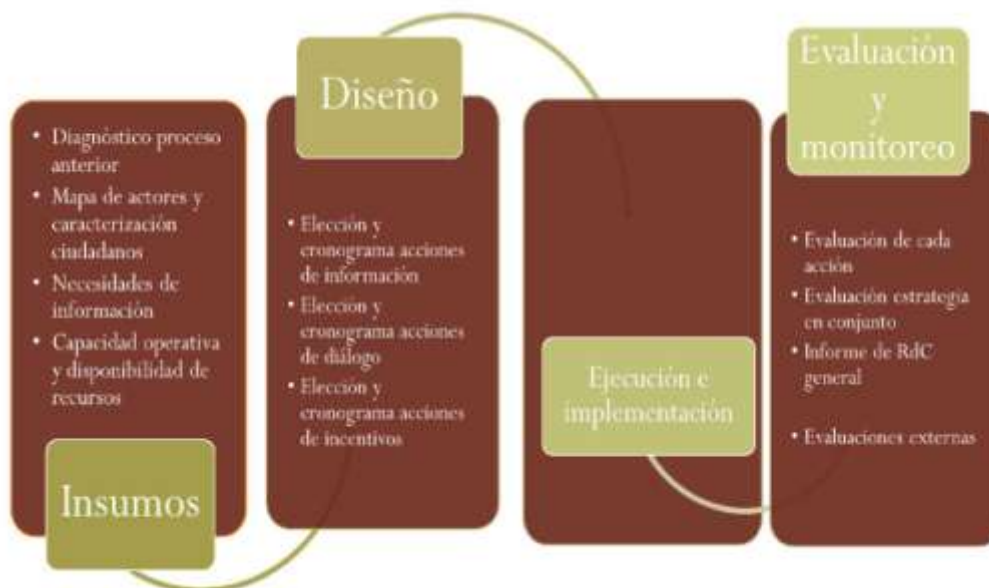 • Diagnóstico proceso
anterior
• Mapa de actores y
caracterización
ciudadanos
• Necesidades de
información
• Capacidad operativa
y disponibilidad de
recursos
Insumos
Diseño
• Elección y
cronograma acciones
de información
• Elección y
cronograma acciones
de diálogo
• Elección y
cronograma acciones
de incentivos
Ejecución e
implementación
Evaluación
y
monitoreo
• Evaluación de cada
acción
• Evaluación estrategia
en conjunto
• Informe de RdC
general
• Evaluaciones externas